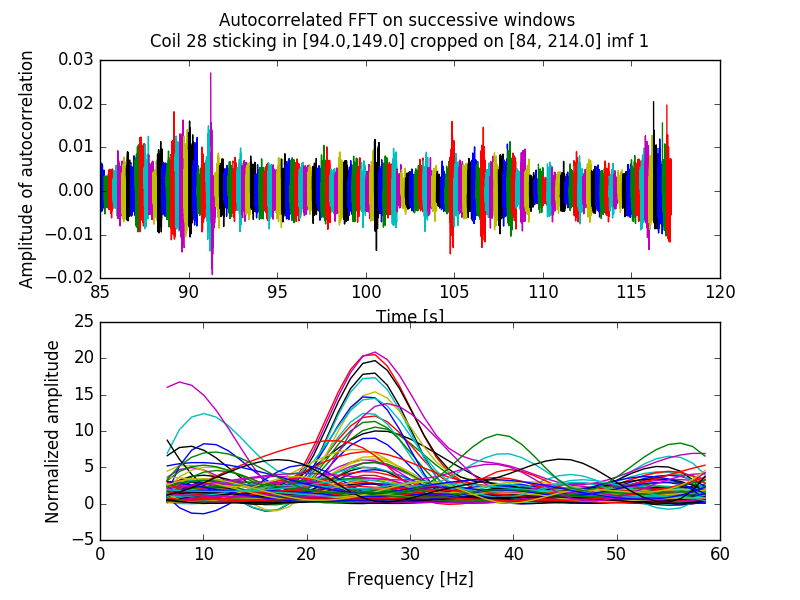 Autocorrelated FFT on successive windows
Coil 28 sticking in [94.0,149.0] cropped on [84, 214.0] imf 1
Amplitude of autocorrelation
0.03
0.02
0.01
0.00
−0.01
−0.02
85 90 95 100 105 110 115 120
Time [s]
Normalized amplitude
25
20
15
10
5
0
−5
0 10 20 30 40 50 60
Frequency [Hz]